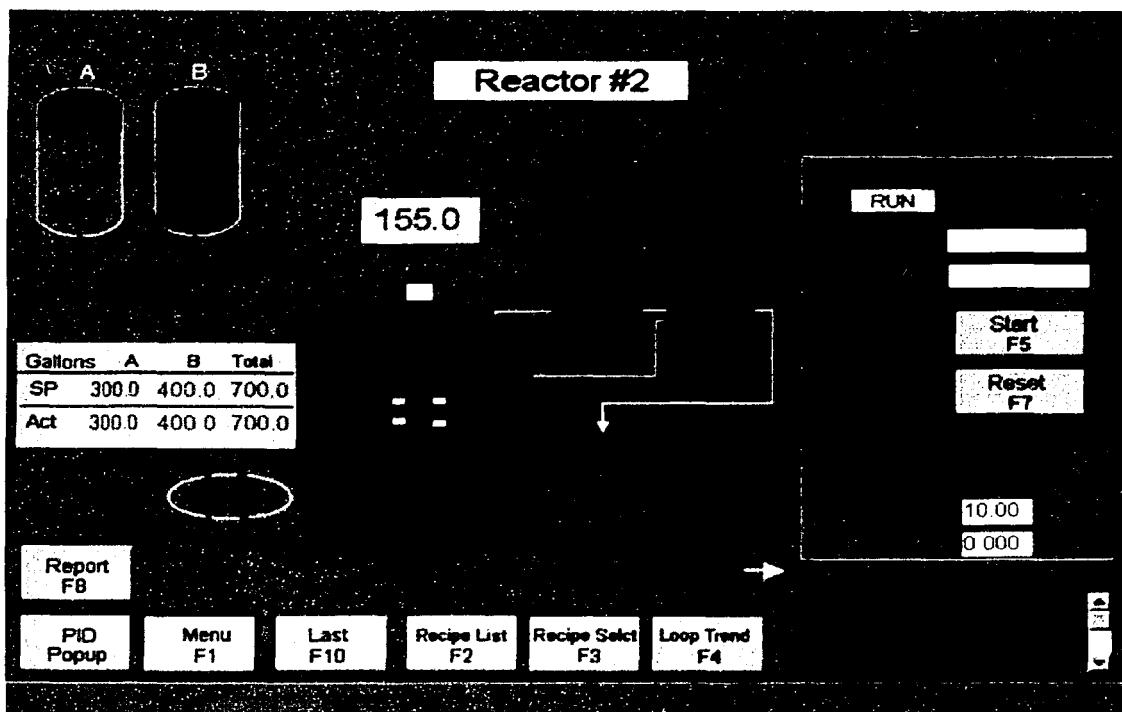 A B
Reactor #2
RUN
155.0
Start
F5
Gallons A B Total
SP 300.0 400.0 700.0
Reset
F7
Act 300.0 400.0 700.0
10.00
0.000
Report
F8
PID
Popup
Menu
F1
Last
F10
Recipe List
F2
Recipe Selct
F3
Loop Trend
F4